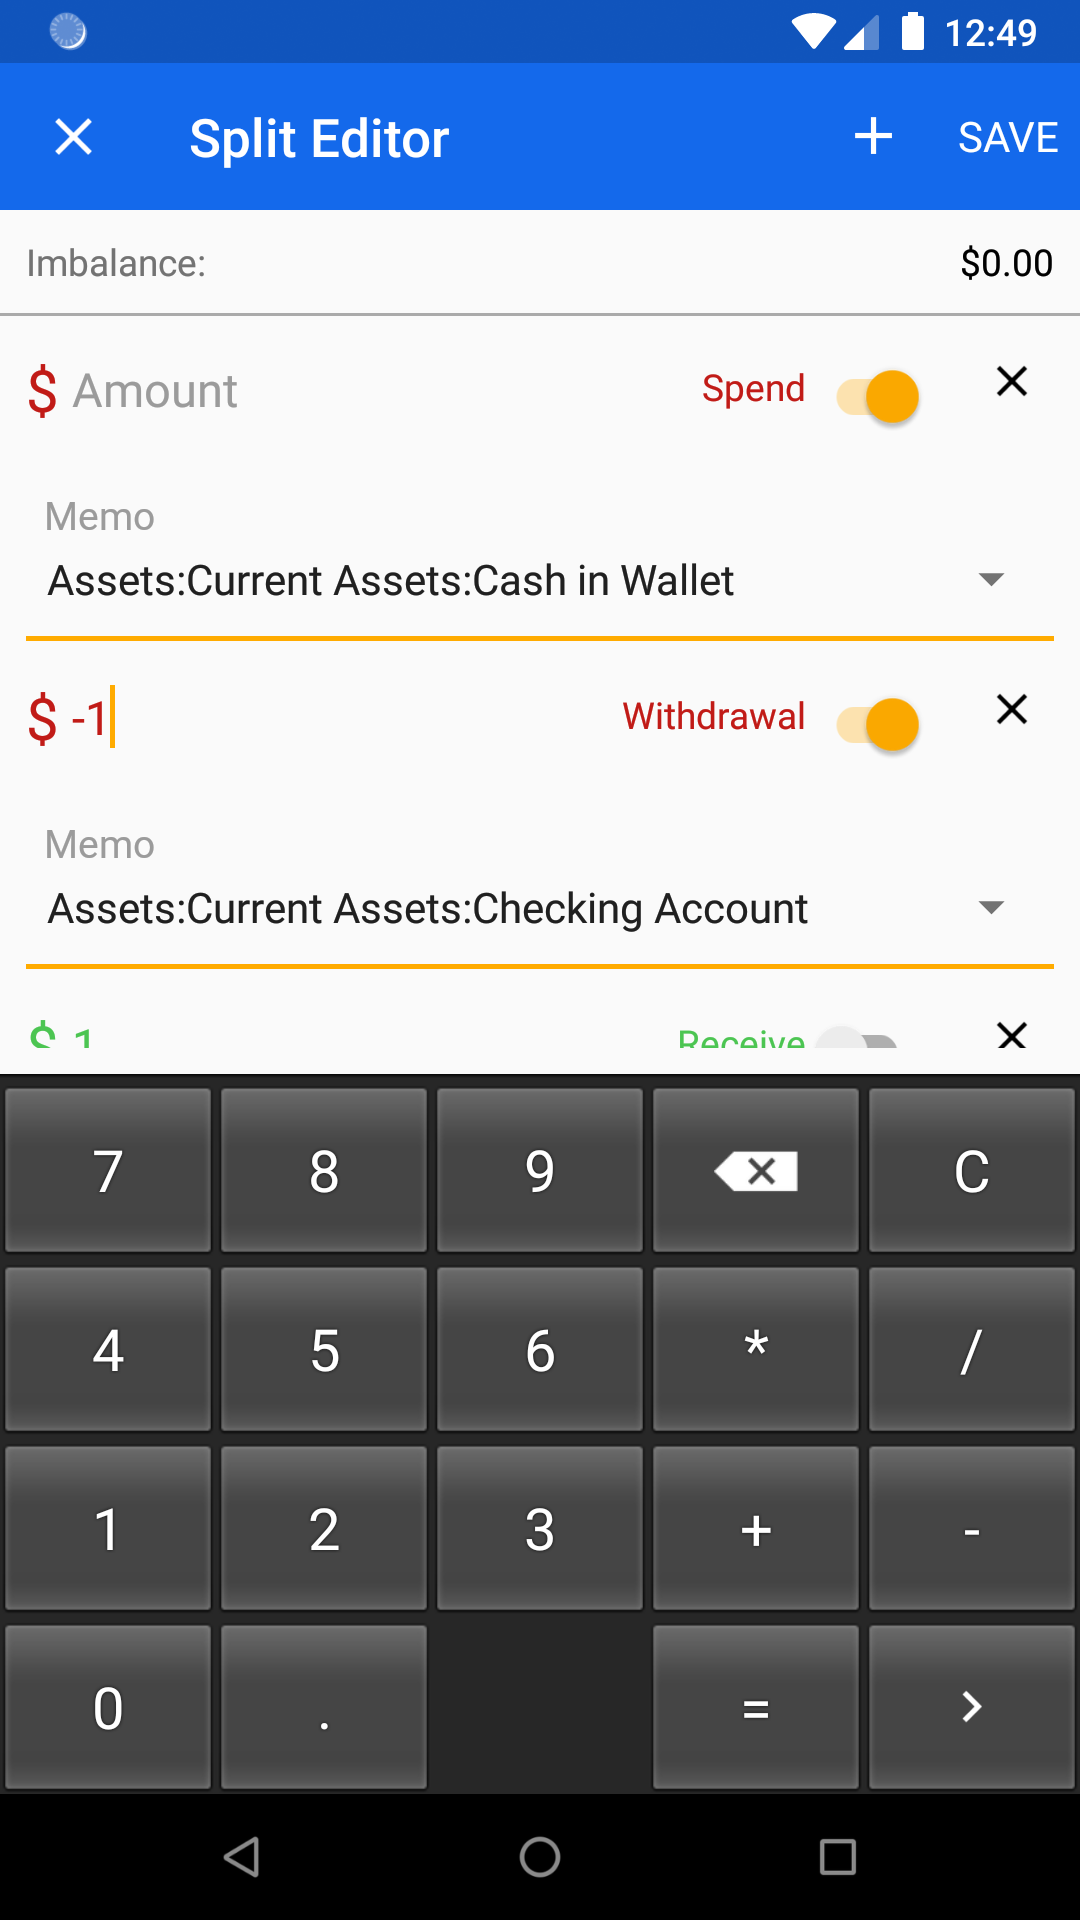 12:49
Split Editor + SAVE
Imbalance: $0.00
$ Amount Spend
Memo
Assets:Current Assets:Cash in Wallet
$ -1 Withdrawal
Memo
Assets:Current Assets:Checking Account
$ 1 Receive
7 8 9 C
4 5 6 * /
1 2 3 + -
0 . = >